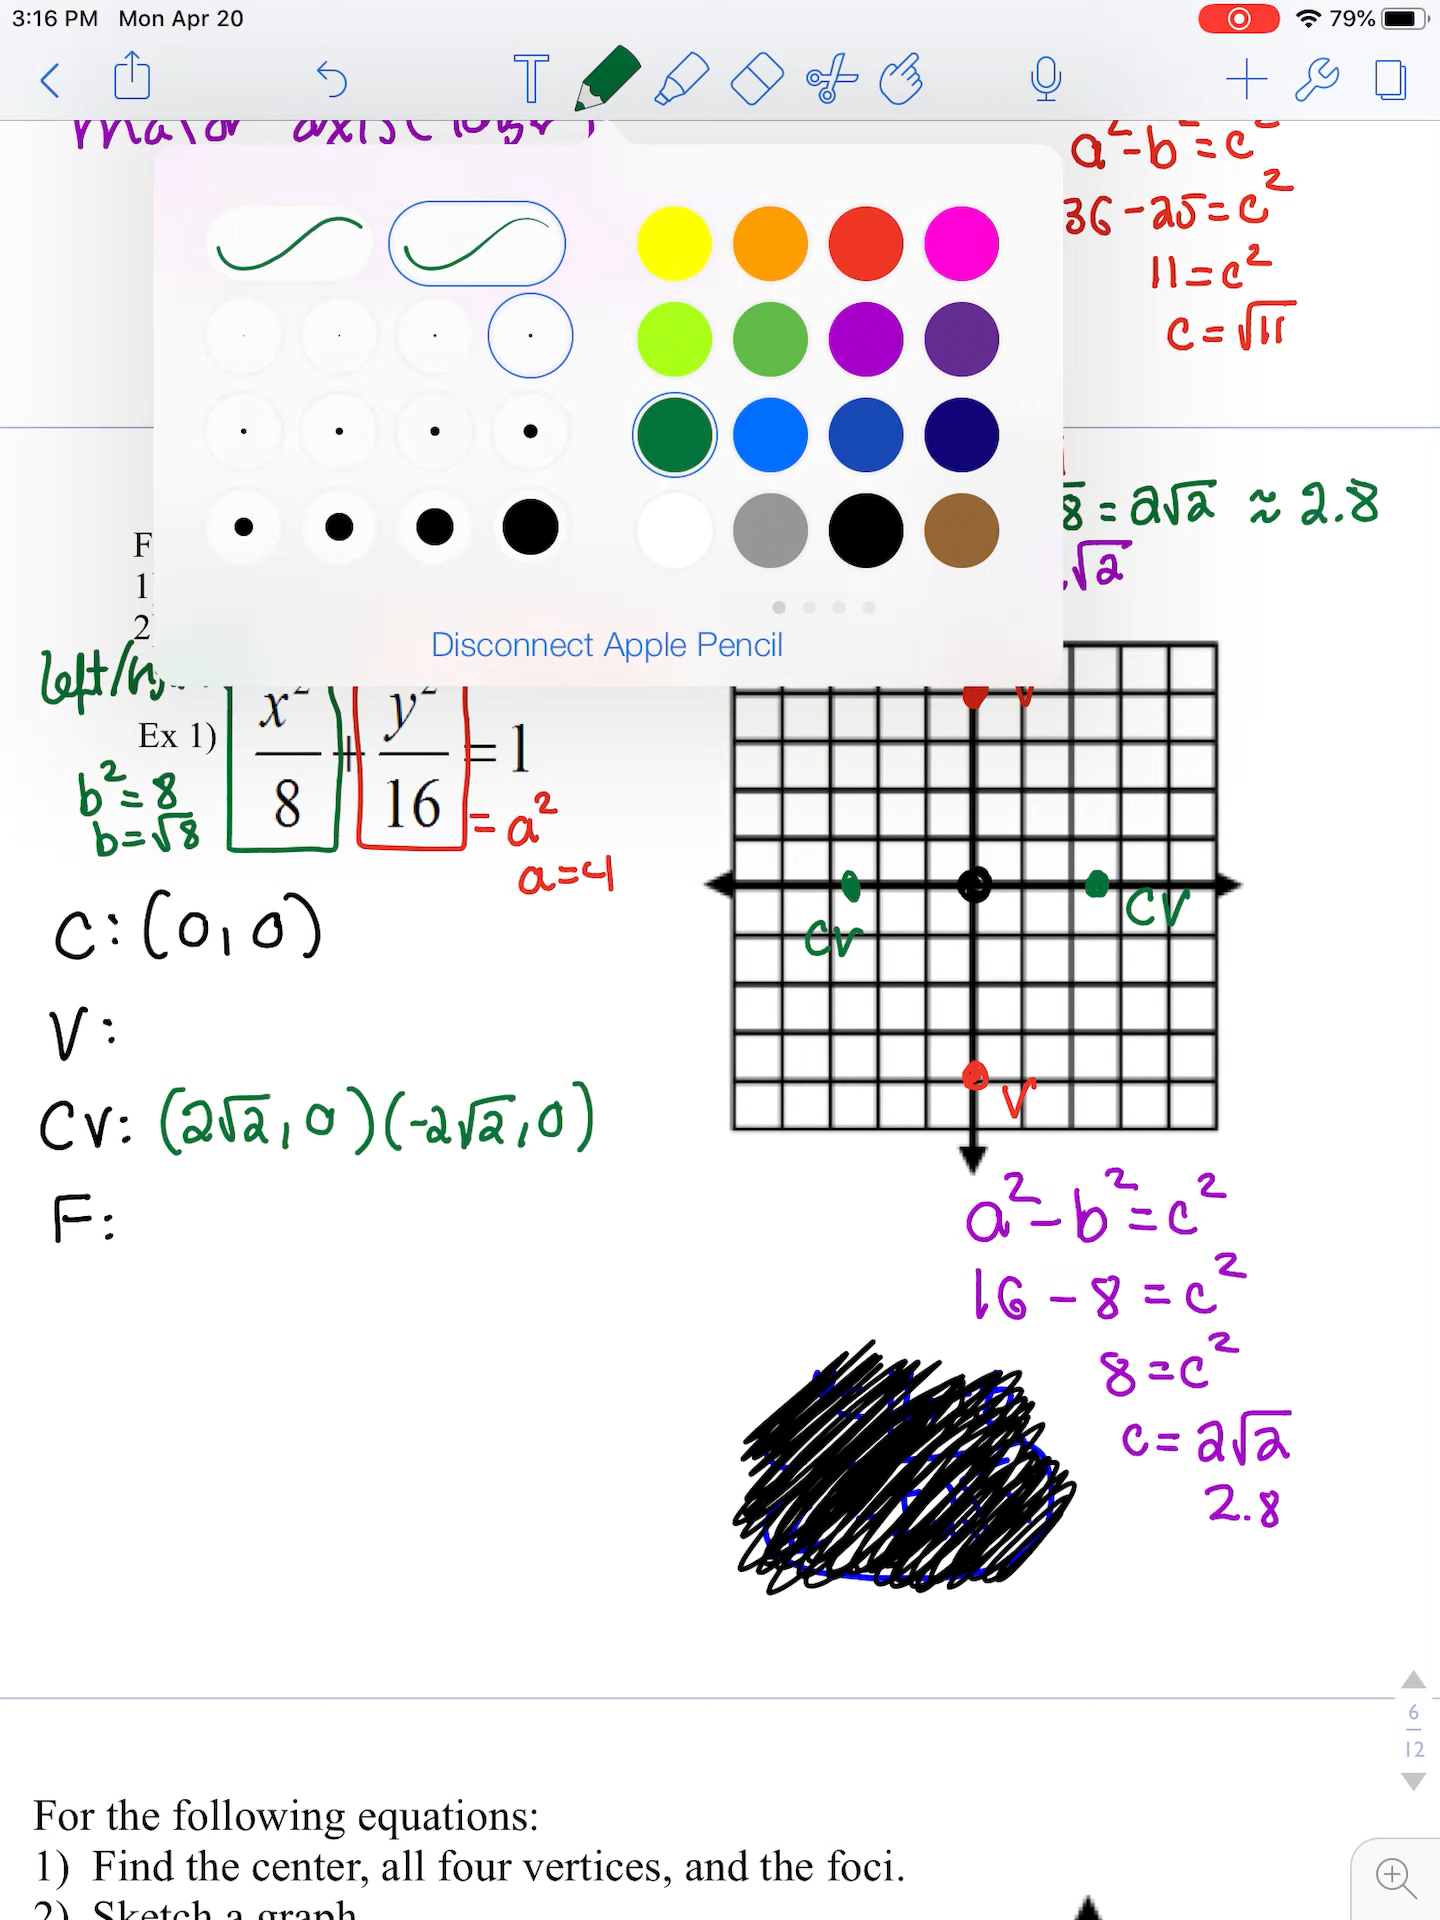 3:16 PM Mon Apr 20
79%
T
major axis
a²-b²=c²
36-25=c²
11=c²
c=√11
8=2√2 ≈ 2.8
√2
F
1)
2)
Disconnect Apple Pencil
left/
Ex 1) x²/8 + y²/16 = 1
b²=8
b=√8
=a²
a=4
V
C:(0,0)
CV
CV
V:
V
CV: (2√2,0)(-2√2,0)
F:
a²-b²=c²
16-8=c²
8=c²
c=2√2
2.8
6
12
For the following equations:
1) Find the center, all four vertices, and the foci.
2) Sketch a graph